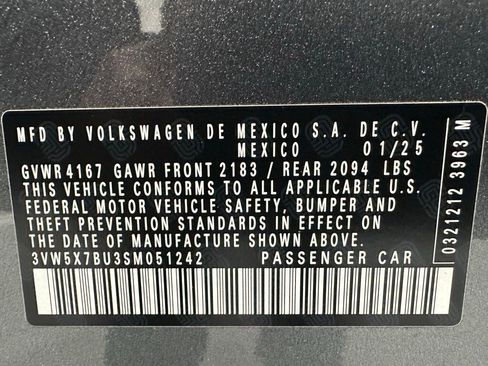 MFD BY VOLKSWAGEN DE MEXICO S.A. DE C.V.
MEXICO 01/25
GVWR 4167 GAWR FRONT 2183 / REAR 2094 LBS
THIS VEHICLE CONFORMS TO ALL APPLICABLE U.S.
FEDERAL MOTOR VEHICLE SAFETY, BUMPER AND
THEFT PREVENTION STANDARDS IN EFFECT ON
THE DATE OF MANUFACTURE SHOWN ABOVE
3VW5X7BU3SM051242 PASSENGER CAR
0321212 3963 M